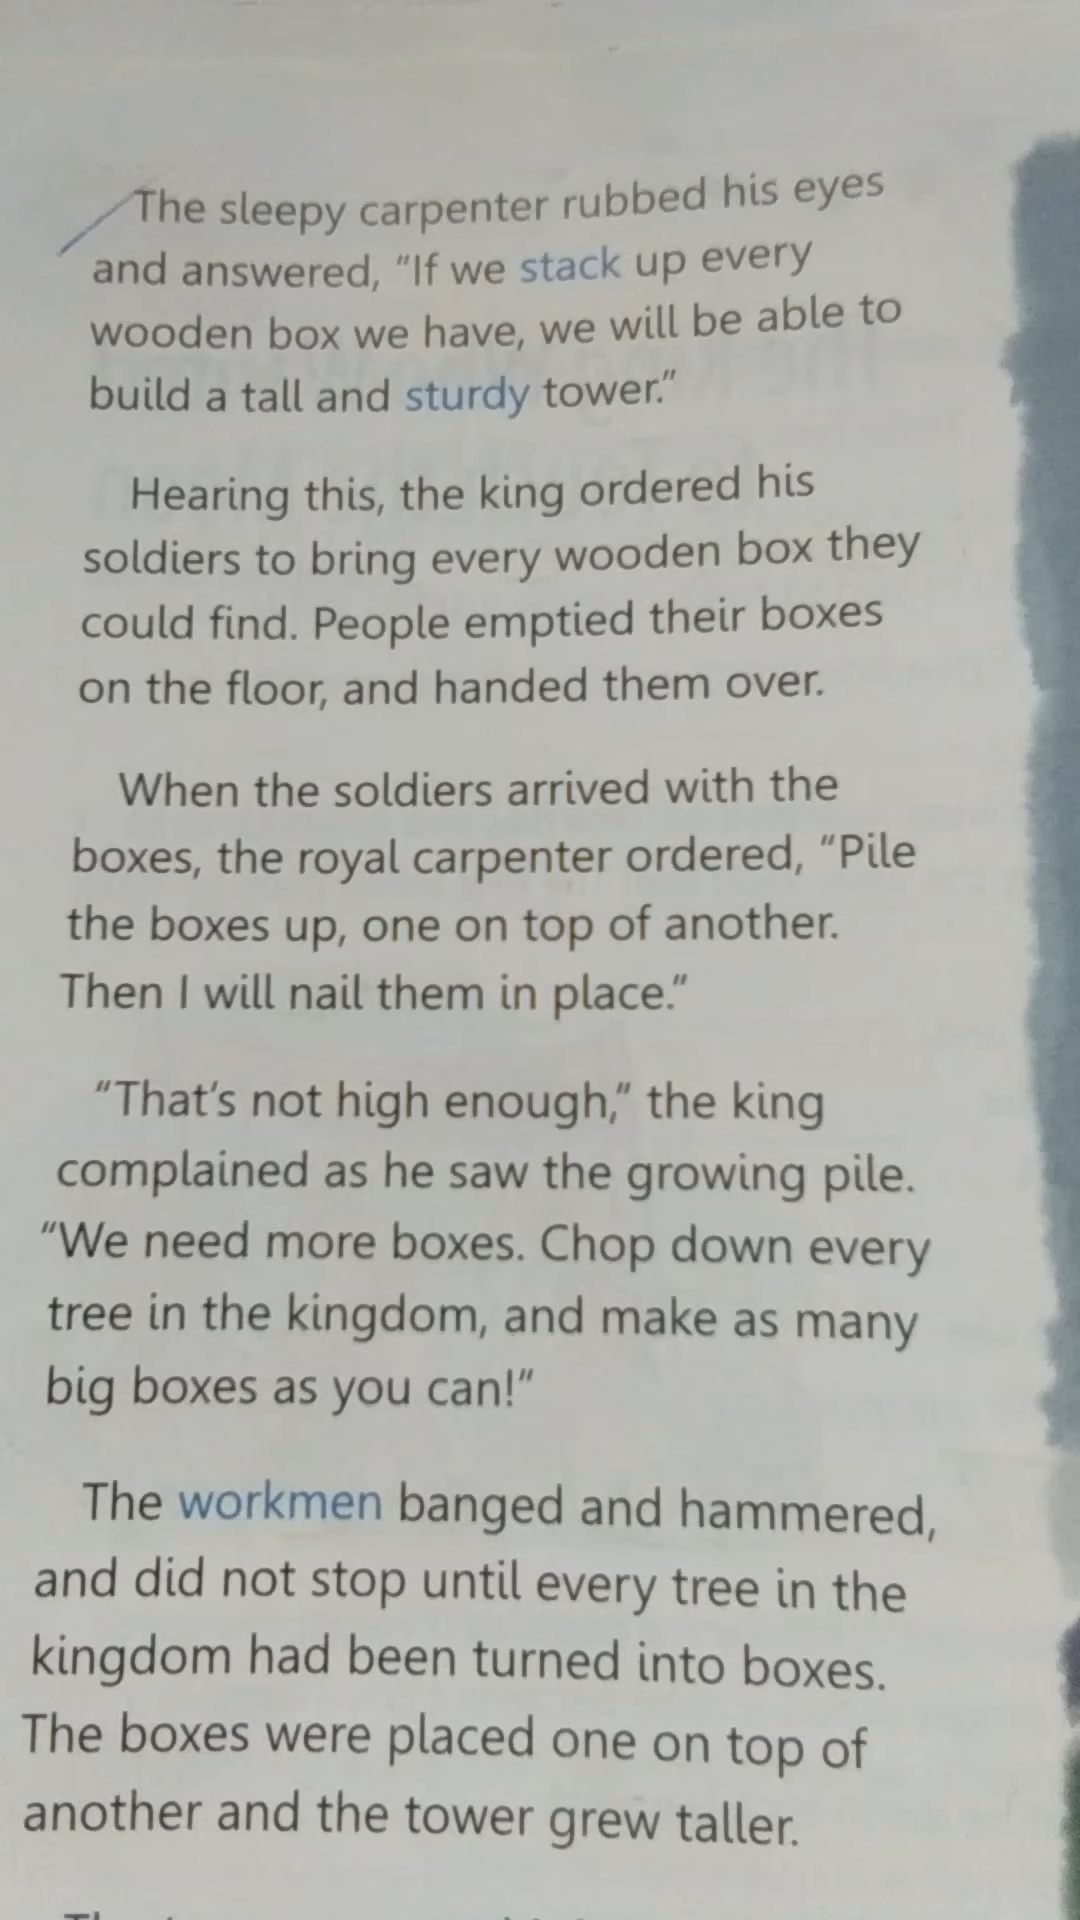 The sleepy carpenter rubbed his eyes
and answered, “If we stack up every
wooden box we have, we will be able to
build a tall and sturdy tower.”
Hearing this, the king ordered his
soldiers to bring every wooden box they
could find. People emptied their boxes
on the floor, and handed them over.
When the soldiers arrived with the
boxes, the royal carpenter ordered, “Pile
the boxes up, one on top of another.
Then I will nail them in place.”
“That’s not high enough,” the king
complained as he saw the growing pile.
“We need more boxes. Chop down every
tree in the kingdom, and make as many
big boxes as you can!”
The workmen banged and hammered,
and did not stop until every tree in the
kingdom had been turned into boxes.
The boxes were placed one on top of
another and the tower grew taller.